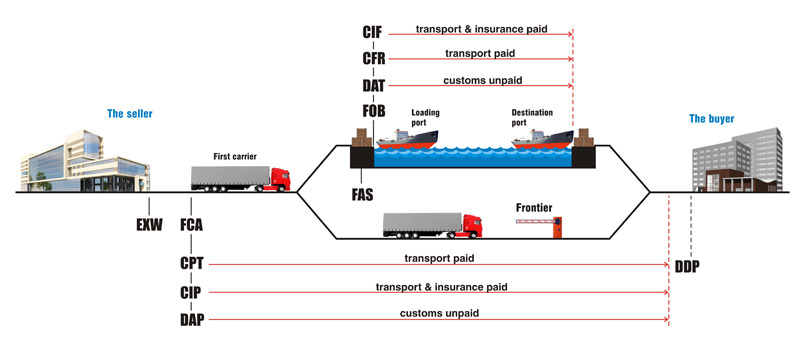 CIF transport & insurance paid
CFR transport paid
DAT customs unpaid
FOB
The seller
Loading
port
Destination
port
The buyer
First carrier
FAS
EXW
FCA
Frontier
CPT transport paid
DDP
CIP transport & insurance paid
DAP customs unpaid